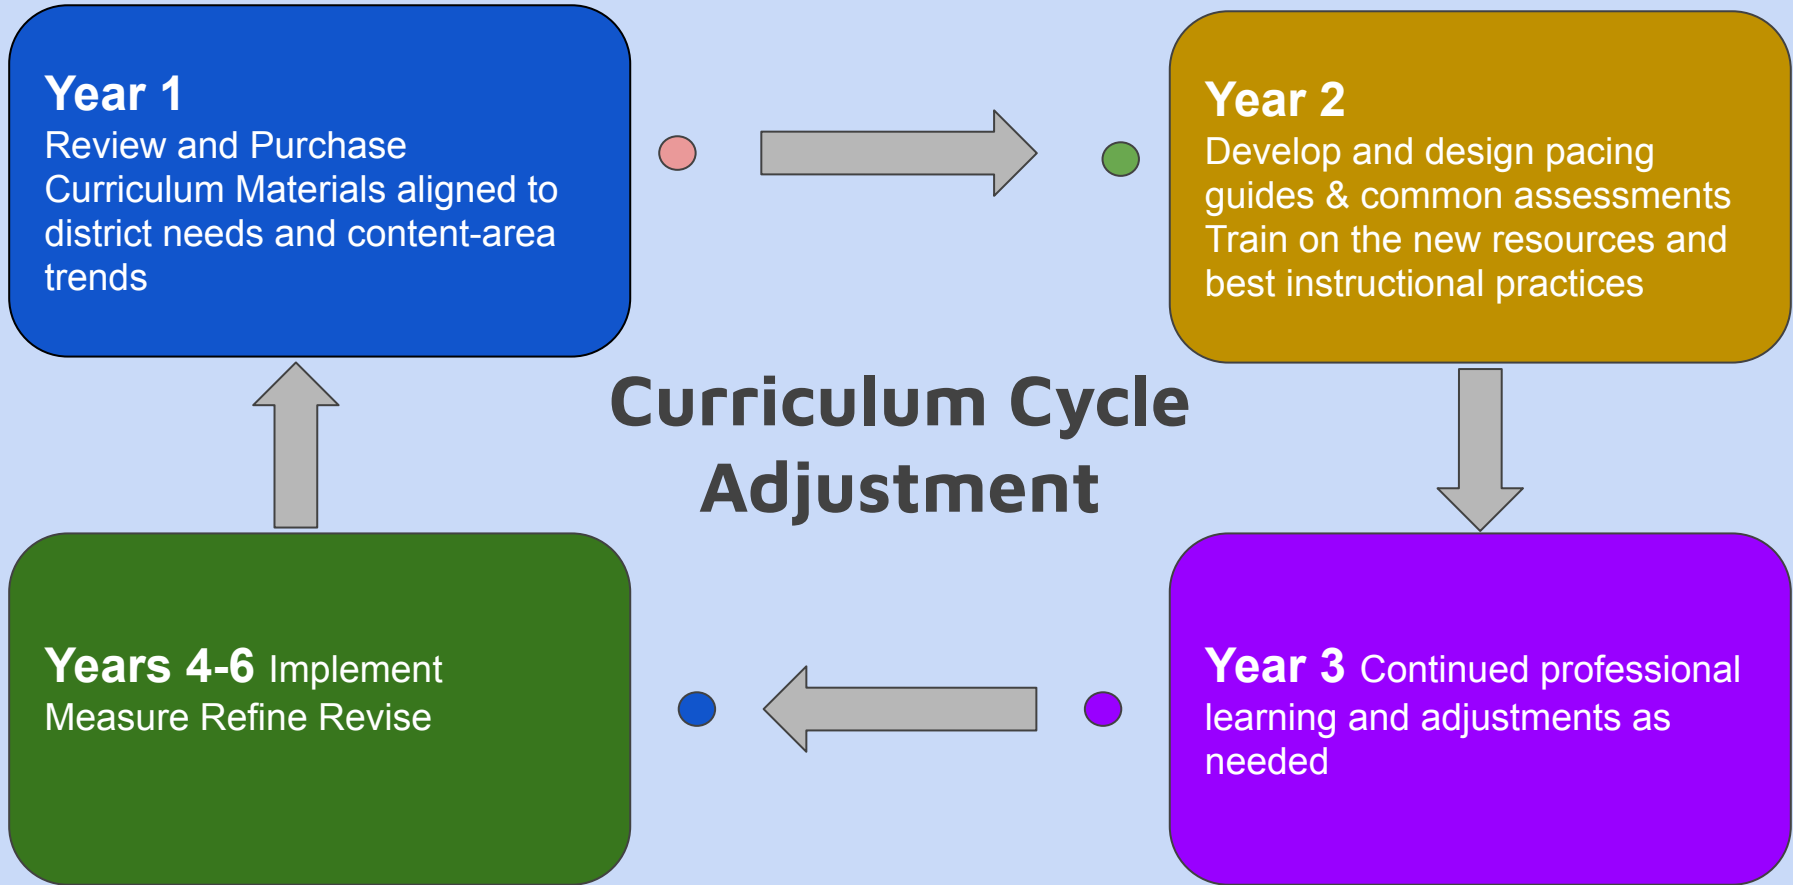 Year 1
Review and Purchase
Curriculum Materials aligned to
district needs and content-area
trends
Year 2
Develop and design pacing
guides & common assessments
Train on the new resources and
best instructional practices
Curriculum Cycle
Adjustment
Years 4-6 Implement
Measure Refine Revise
Year 3 Continued professional
learning and adjustments as
needed